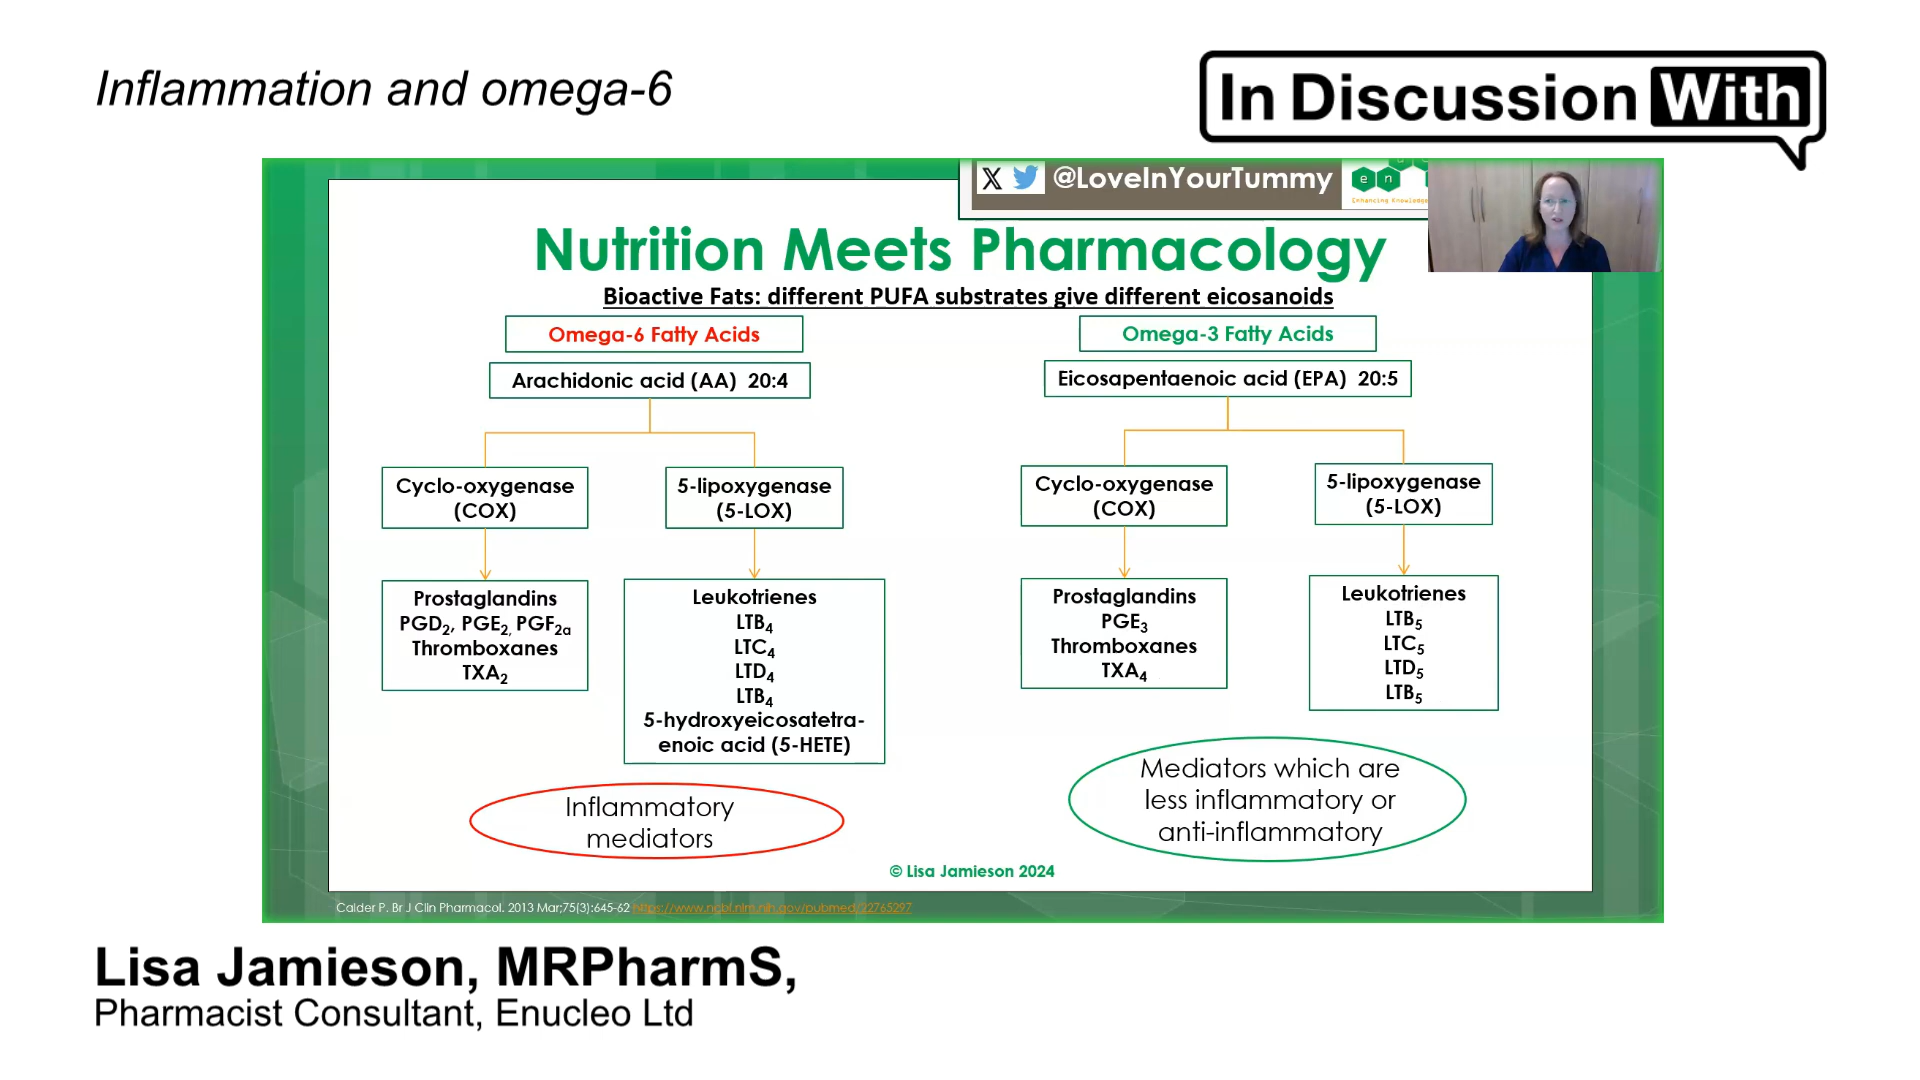 Inflammation and omega-6
In Discussion With
X @LoveInYourTummy
e n
Enhancing Knowledge
Nutrition Meets Pharmacology
Bioactive Fats: different PUFA substrates give different eicosanoids
Omega-6 Fatty Acids
Arachidonic acid (AA) 20:4
Cyclo-oxygenase
(COX)
5-lipoxygenase
(5-LOX)
Prostaglandins
PGD2, PGE2, PGF2α
Thromboxanes
TXA2
Leukotrienes
LTB4
LTC4
LTD4
LTB4
5-hydroxyeicosatetra-
enoic acid (5-HETE)
Inflammatory
mediators
Omega-3 Fatty Acids
Eicosapentaenoic acid (EPA) 20:5
Cyclo-oxygenase
(COX)
5-lipoxygenase
(5-LOX)
Prostaglandins
PGE3
Thromboxanes
TXA4
Leukotrienes
LTB5
LTC5
LTD5
LTB5
Mediators which are
less inflammatory or
anti-inflammatory
© Lisa Jamieson 2024
Calder P. Br J Clin Pharmacol. 2013 Mar;75(3):645-62 https://www.ncbi.nlm.nih.gov/pubmed/22765297
Lisa Jamieson, MRPharmS,
Pharmacist Consultant, Enucleo Ltd